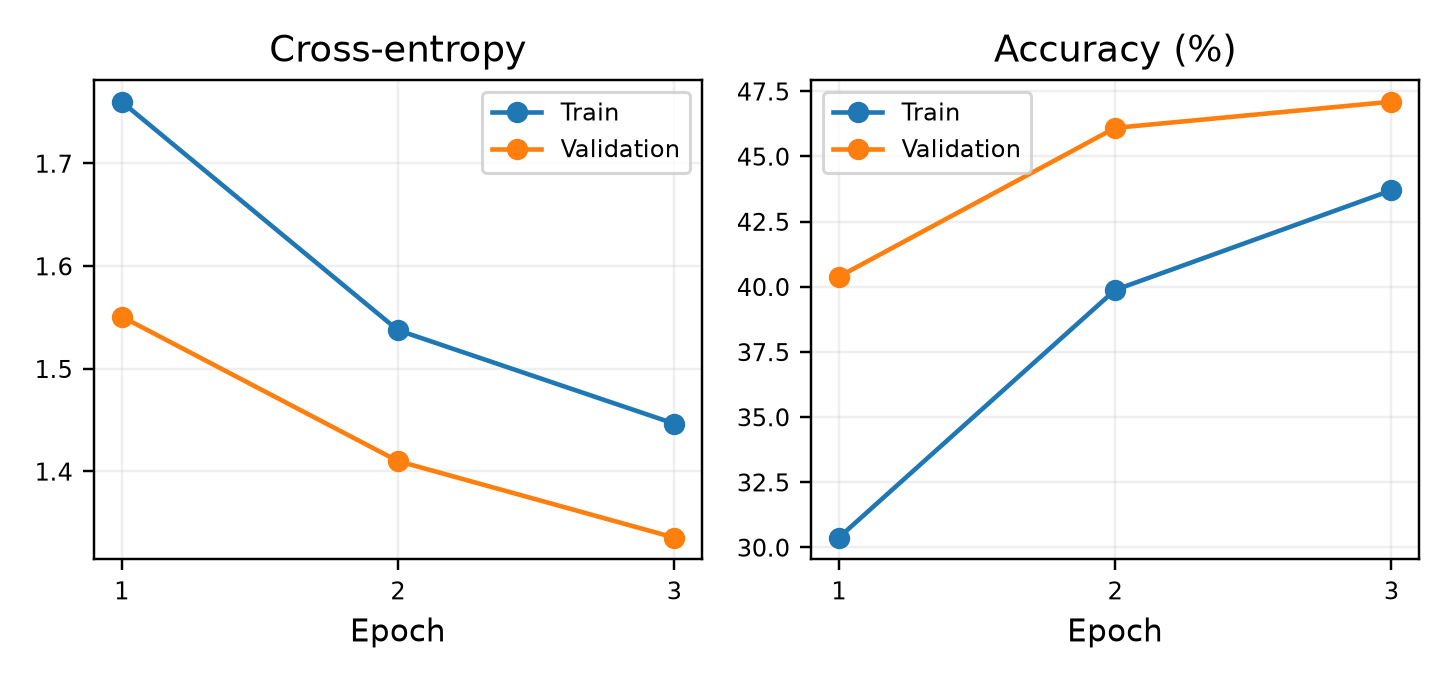 Cross-entropy
Train
Validation
1.7
1.6
1.5
1.4
1
2
3
Epoch
Accuracy (%)
Train
Validation
47.5
45.0
42.5
40.0
37.5
35.0
32.5
30.0
1
2
3
Epoch